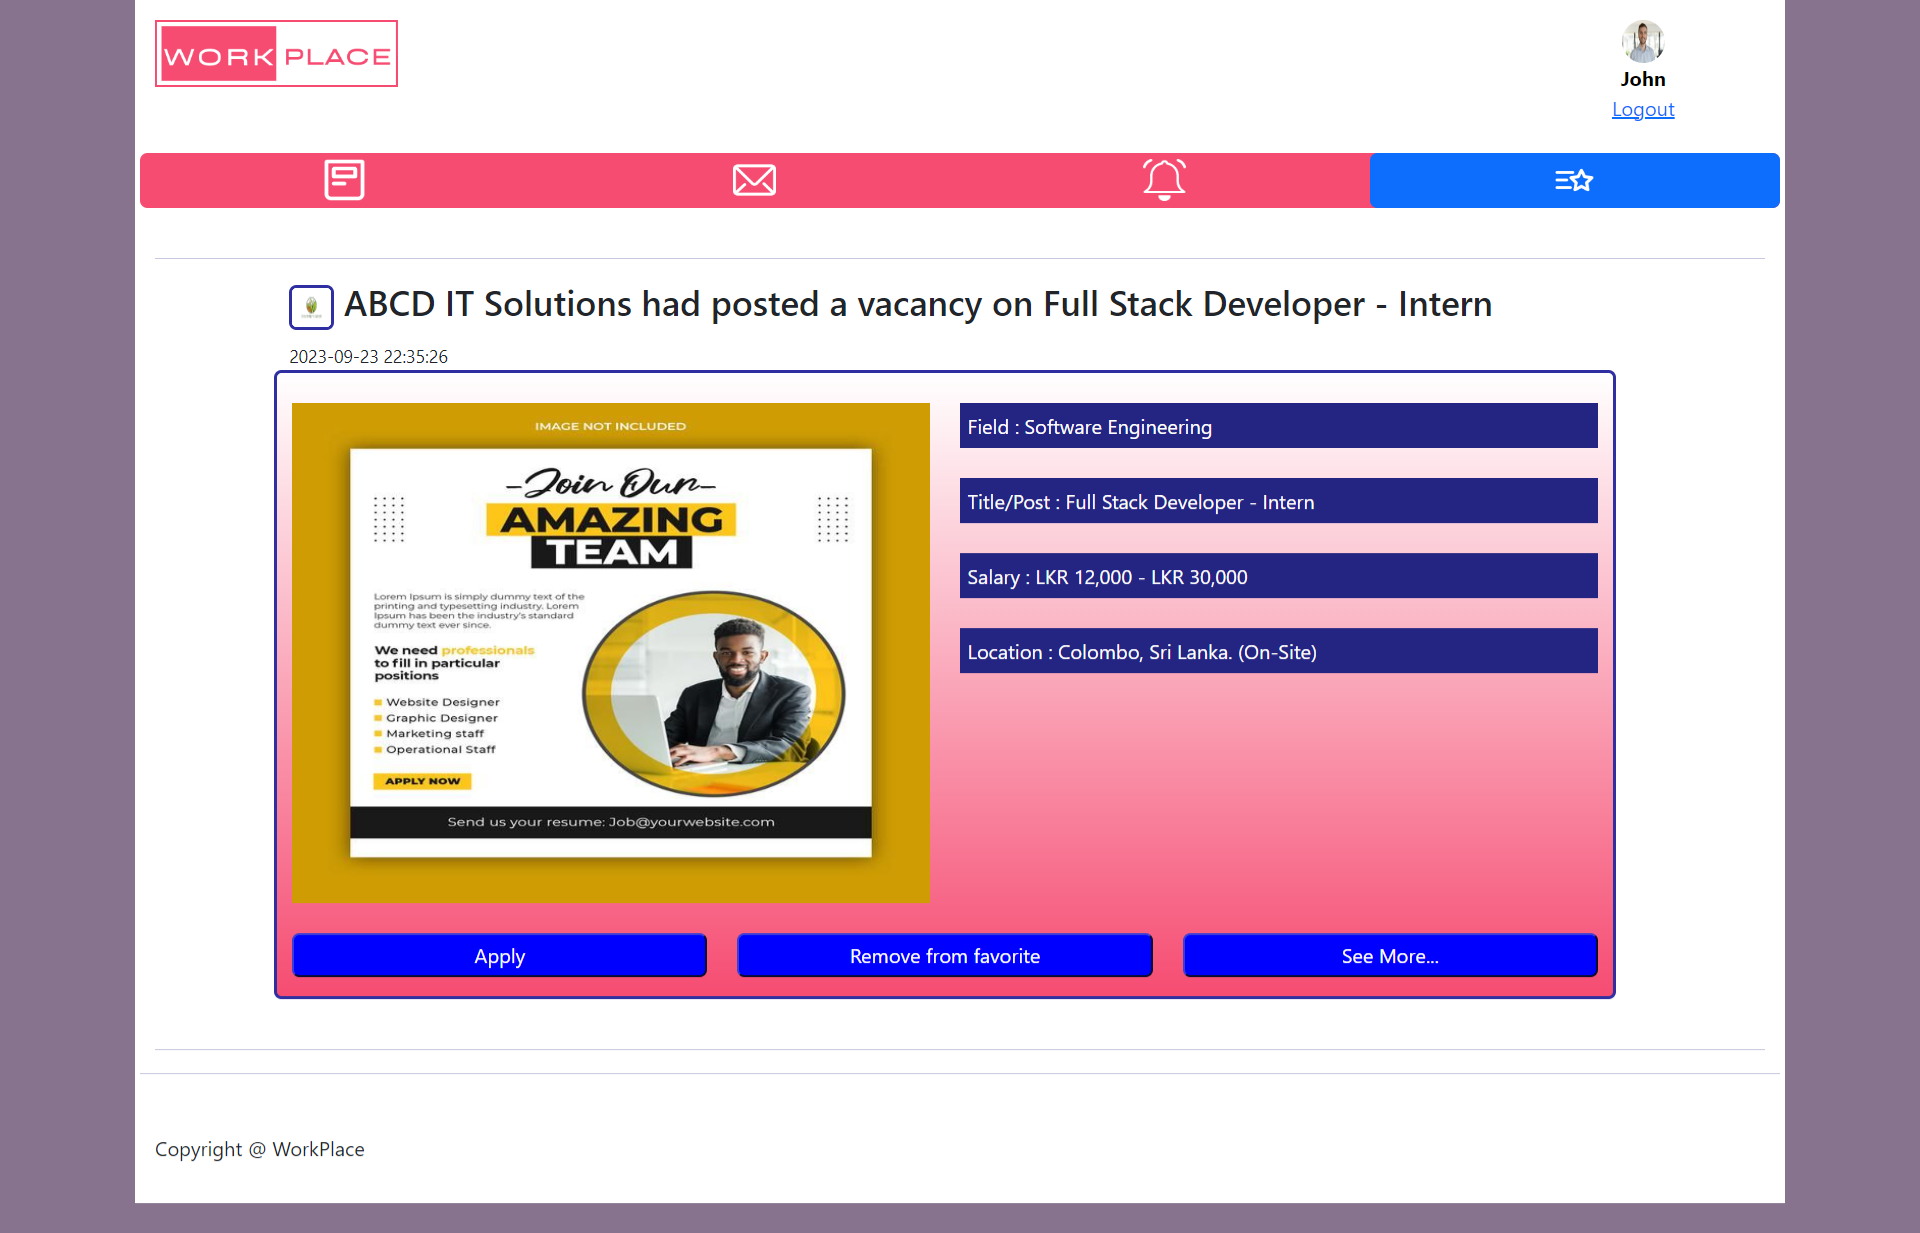 WORK PLACE
John
Logout
ABCD IT Solutions had posted a vacancy on Full Stack Developer - Intern
2023-09-23 22:35:26
IMAGE NOT INCLUDED
-Join Our-
AMAZING
TEAM
Lorem Ipsum is simply dummy text of the
printing and typesetting industry. Lorem
Ipsum has been the industry's standard
dummy text ever since.
We need professionals
to fill in particular
positions
Website Designer
Graphic Designer
Marketing staff
Operational Staff
APPLY NOW
Send us your resume: Job@yourwebsite.com
Field : Software Engineering
Title/Post : Full Stack Developer - Intern
Salary : LKR 12,000 - LKR 30,000
Location : Colombo, Sri Lanka. (On-Site)
Apply
Remove from favorite
See More...
Copyright @ WorkPlace